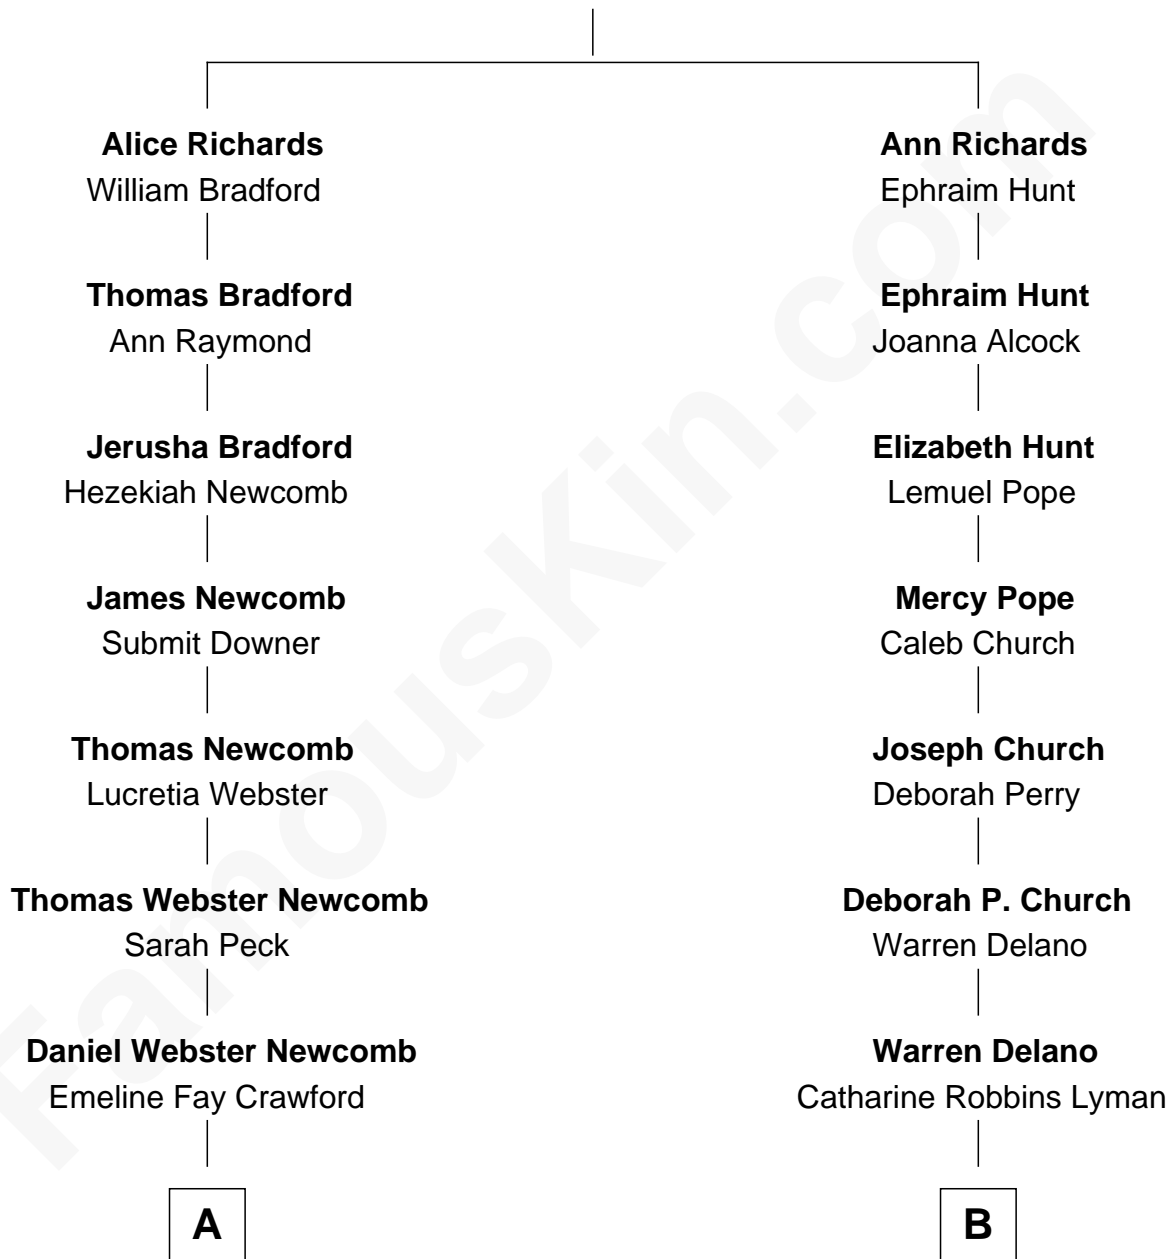 Alice Richards
William Bradford
Thomas Bradford
Ann Raymond
Jerusha Bradford
Hezekiah Newcomb
James Newcomb
Submit Downer
Thomas Newcomb
Lucretia Webster
Thomas Webster Newcomb
Sarah Peck
Daniel Webster Newcomb
Emeline Fay Crawford
A
Ann Richards
Ephraim Hunt
Ephraim Hunt
Joanna Alcock
Elizabeth Hunt
Lemuel Pope
Mercy Pope
Caleb Church
Joseph Church
Deborah Perry
Deborah P. Church
Warren Delano
Warren Delano
Catharine Robbins Lyman
B
FamousKin.com